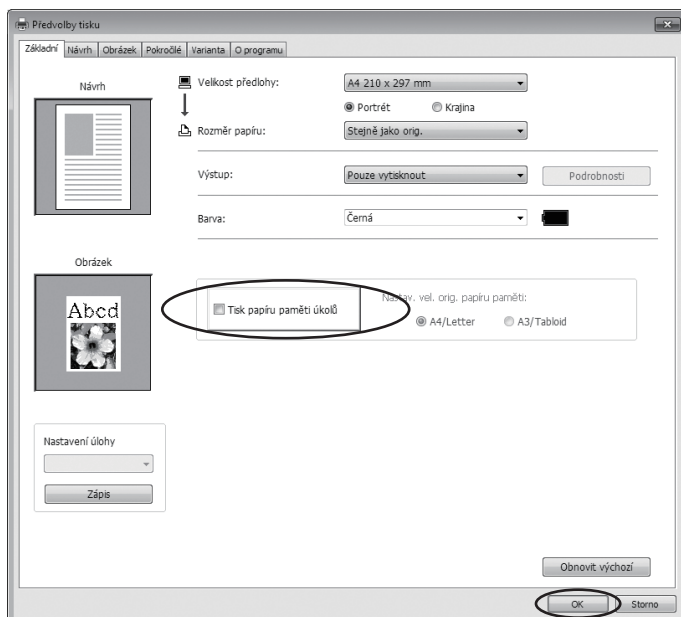 Předvolby tisku
Základní Návrh Obrázek Pokročilé Varianta O programu
Návrh
Velikost předlohy: A4 210 x 297 mm
Portrét Krajina
Rozměr papíru: Stejně jako orig.
Výstup: Pouze vytisknout Podrobnosti
Barva: Černá
Obrázek
Abcd
Tisk papíru paměti úkolů
Nastav. vel. orig. papíru paměti:
A4/Letter A3/Tabloid
Nastavení úlohy
Zápis
Obnovit výchozí
OK Storno